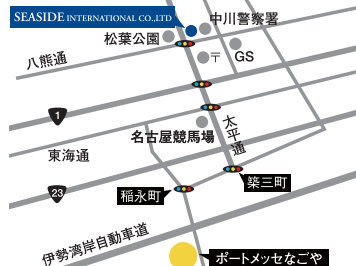 SEASIDE INTERNATIONAL CO.,LTD
中川警察署
松葉公園
八熊通
〒
GS
1
太平通
名古屋競馬場
東海通
築三町
23
稲永町
伊勢湾岸自動車道
ポートメッセなごや